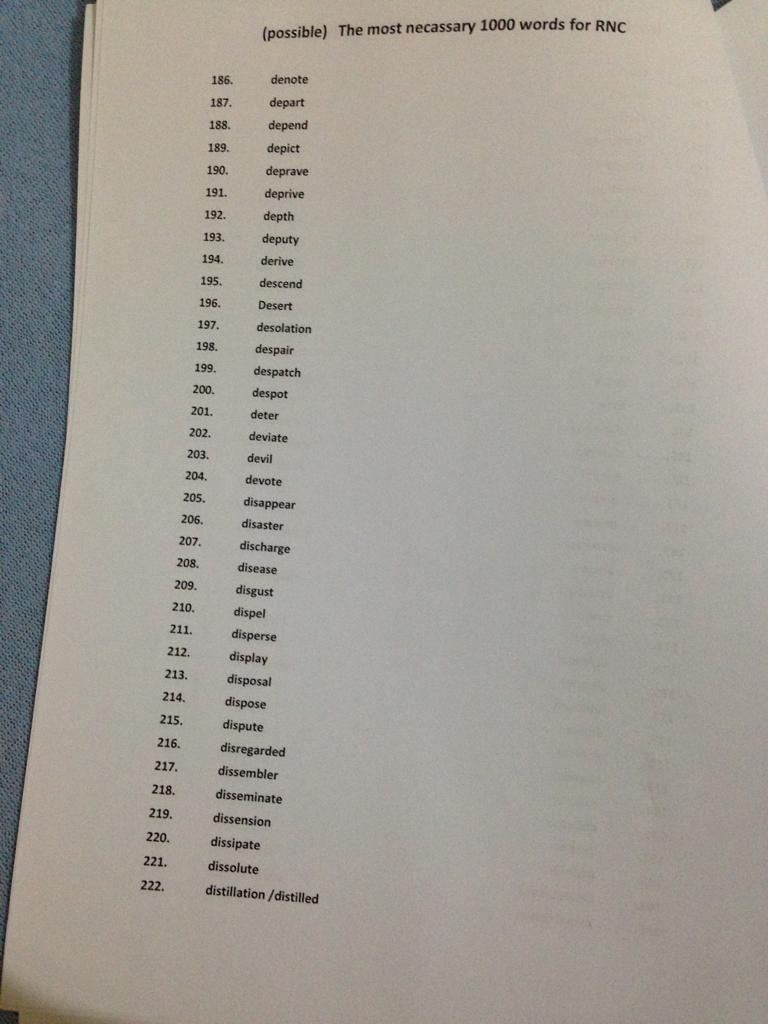 (possible) The most necassary 1000 words for RNC
186. denote
187. depart
188. depend
189. depict
190. deprave
191. deprive
192. depth
193. deputy
194. derive
195. descend
196. Desert
197. desolation
198. despair
199. despatch
200. despot
201. deter
202. deviate
203. devil
204. devote
205. disappear
206. disaster
207. discharge
208. disease
209. disgust
210. dispel
211. disperse
212. display
213. disposal
214. dispose
215. dispute
216. disregarded
217. dissembler
218. disseminate
219. dissension
220. dissipate
221. dissolute
222. distillation /distilled